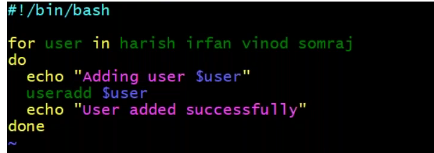 #!/bin/bash
for user in harish irfan vinod somraj
do
  echo "Adding user $user"
  useradd $user
  echo "User added successfully"
done
~